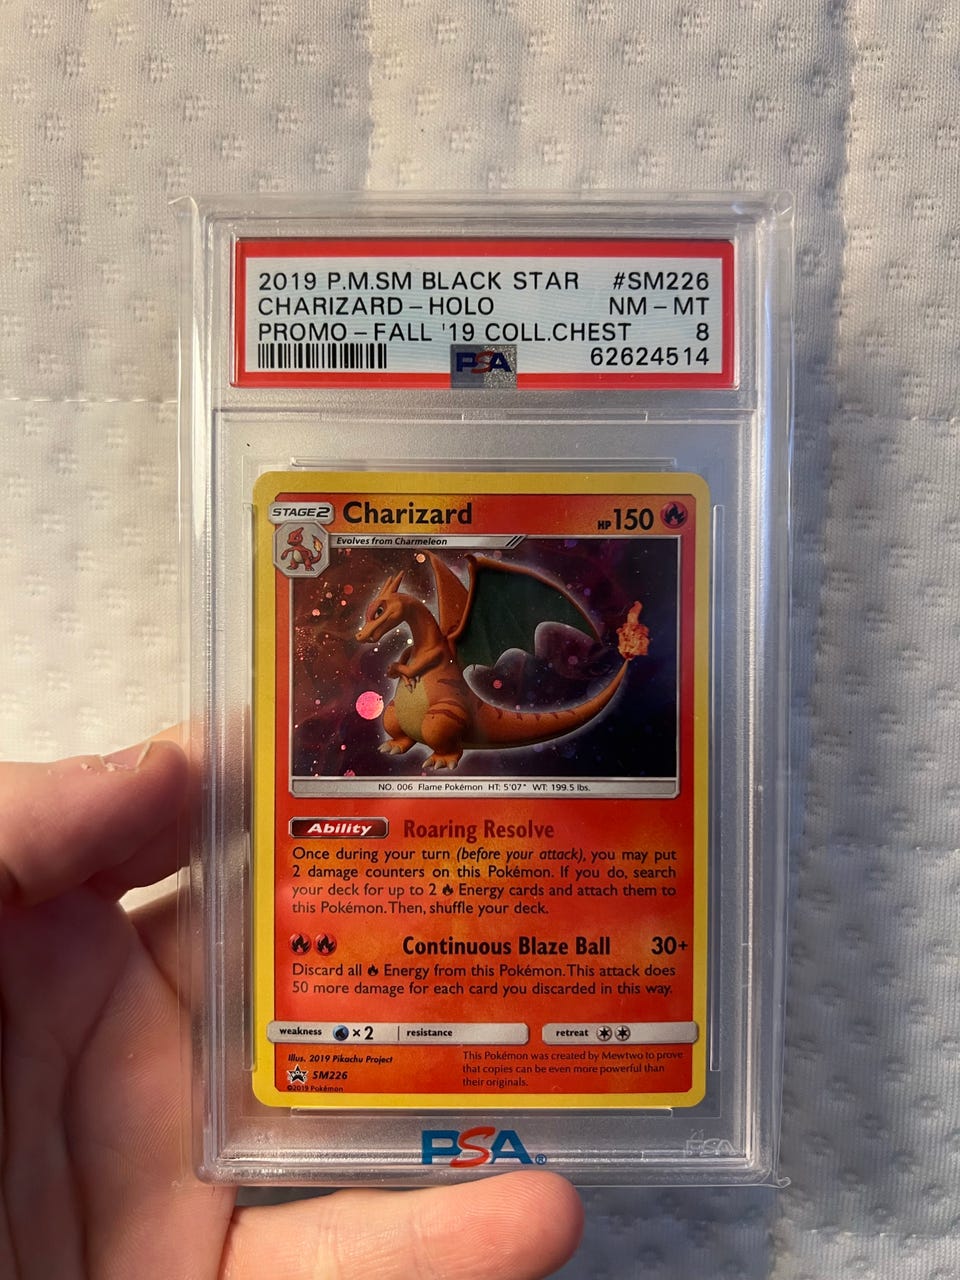 2019 P.M.SM BLACK STAR #SM226
CHARIZARD - HOLO NM - MT
PROMO - FALL '19 COLL.CHEST 8
PSA 62624514
STAGE 2 Charizard HP 150
Evolves from Charmeleon
NO. 006 Flame Pokémon HT: 5'07" WT: 199.5 lbs.
Ability Roaring Resolve
Once during your turn (before your attack), you may put
2 damage counters on this Pokémon. If you do, search
your deck for up to 2 Energy cards and attach them to
this Pokémon. Then, shuffle your deck.
Continuous Blaze Ball 30+
Discard all Energy from this Pokémon. This attack does
50 more damage for each card you discarded in this way.
weakness ×2 resistance retreat
Illus. 2019 Pikachu Project
SM226
©2019 Pokémon
This Pokémon was created by Mewtwo to prove
that copies can be even more powerful than
their originals.
PSA®
PSA